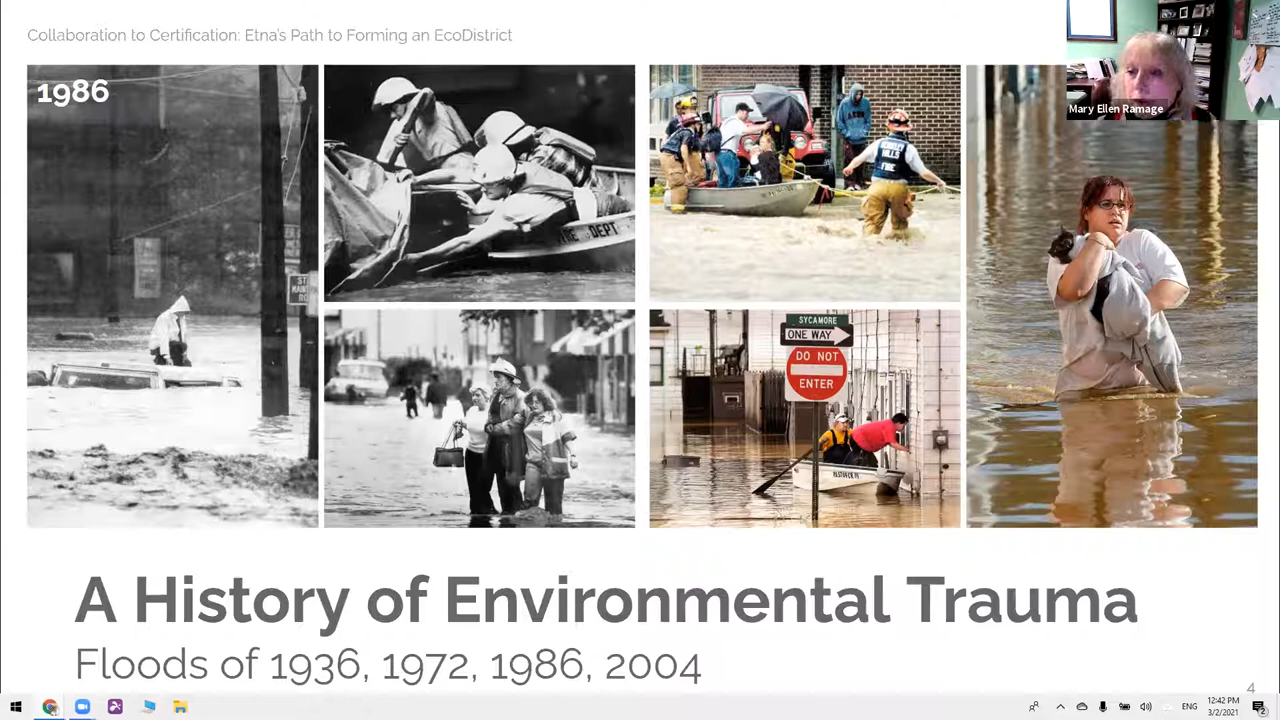 Collaboration to Certification: Etna's Path to Forming an EcoDistrict
Mary Ellen Ramage
1986
SYCAMORE
ONE WAY
DO NOT
ENTER
A History of Environmental Trauma
Floods of 1936, 1972, 1986, 2004
4
ENG
12:42 PM
3/2/2021
2